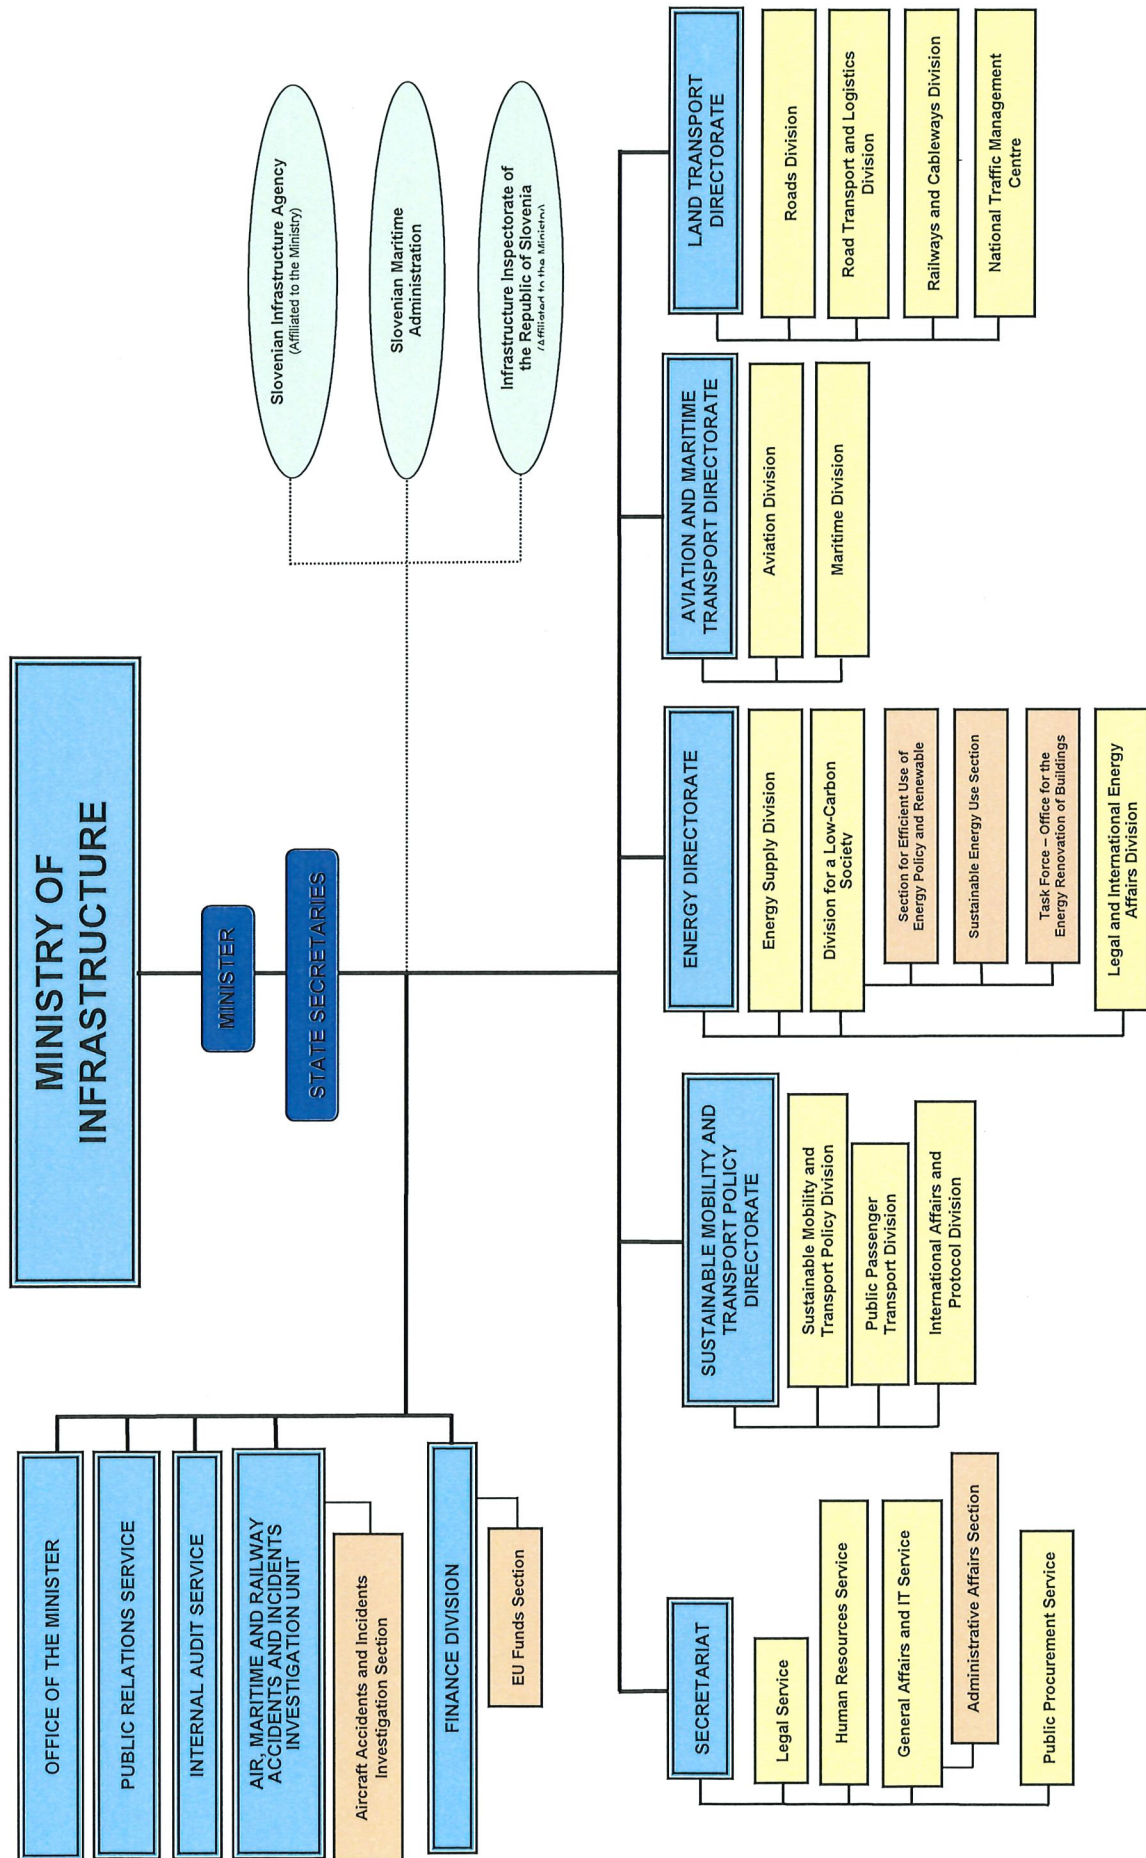 MINISTRY OF
INFRASTRUCTURE
MINISTER
STATE SECRETARIES
OFFICE OF THE MINISTER
PUBLIC RELATIONS SERVICE
INTERNAL AUDIT SERVICE
AIR, MARITIME AND RAILWAY
ACCIDENTS AND INCIDENTS
INVESTIGATION UNIT
Aircraft Accidents and Incidents
Investigation Section
FINANCE DIVISION
EU Funds Section
Slovenian Infrastructure Agency
(Affiliated to the Ministry)
Slovenian Maritime
Administration
Infrastructure Inspectorate of
the Republic of Slovenia
(Affiliated to the Ministry)
SECRETARIAT
Legal Service
Human Resources Service
General Affairs and IT Service
Administrative Affairs Section
Public Procurement Service
SUSTAINABLE MOBILITY AND
TRANSPORT POLICY
DIRECTORATE
Sustainable Mobility and
Transport Policy Division
Public Passenger
Transport Division
International Affairs and
Protocol Division
ENERGY DIRECTORATE
Energy Supply Division
Division for a Low-Carbon
Society
Section for Efficient Use of
Energy Policy and Renewable
Sustainable Energy Use Section
Task Force – Office for the
Energy Renovation of Buildings
Legal and International Energy
Affairs Division
AVIATION AND MARITIME
TRANSPORT DIRECTORATE
Aviation Division
Maritime Division
LAND TRANSPORT
DIRECTORATE
Roads Division
Road Transport and Logistics
Division
Railways and Cableways Division
National Traffic Management
Centre